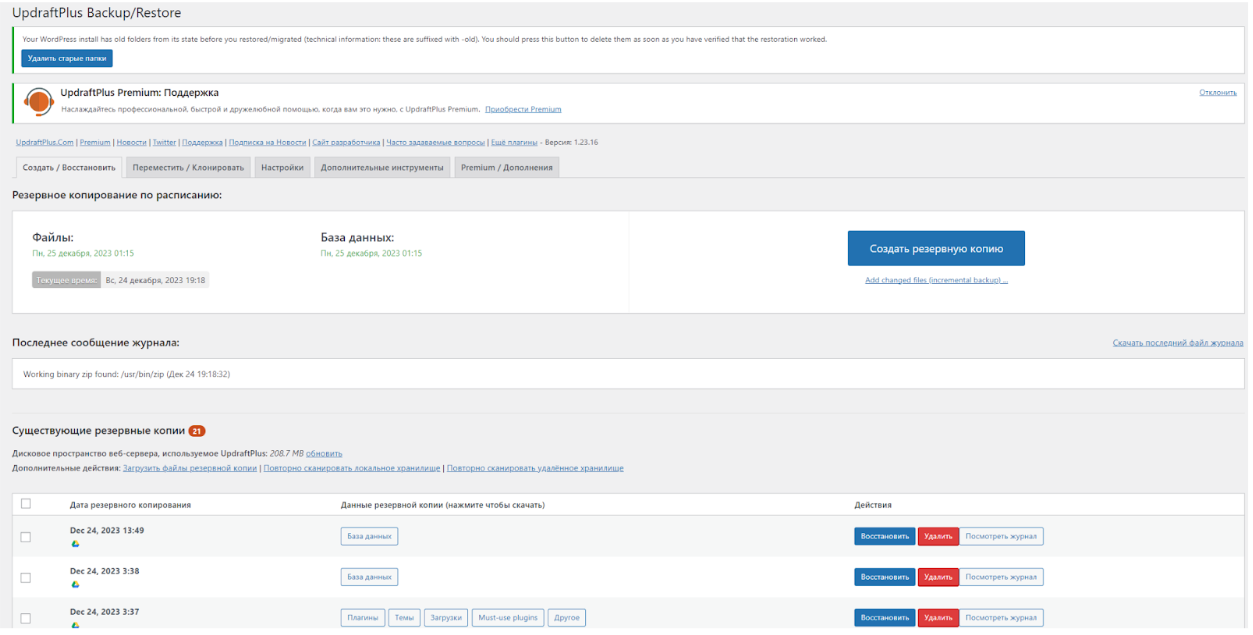 UpdraftPlus Backup/Restore
Your WordPress install has old folders from its state before you restored/migrated (technical information: these are suffixed with -old). You should press this button to delete them as soon as you have verified that the restoration worked.
Удалить старые папки
UpdraftPlus Premium: Поддержка
Отклонить
Наслаждайтесь профессиональной, быстрой и дружелюбной помощью, когда вам это нужно, с UpdraftPlus Premium. Приобрести Premium
UpdraftPlus.Com | Premium | Новости | Twitter | Поддержка | Подписка на Новости | Сайт разработчика | Часто задаваемые вопросы | Ещё плагины - Версия: 1.23.16
Создать / Восстановить Переместить / Клонировать Настройки Дополнительные инструменты Premium / Дополнения
Резервное копирование по расписанию:
Файлы: База данных:
Пн, 25 декабря, 2023 01:15 Пн, 25 декабря, 2023 01:15
Создать резервную копию
Текущее время: Вс, 24 декабря, 2023 19:18
Add changed files (incremental backup) ...
Последнее сообщение журнала:
Скачать последний файл журнала
Working binary zip found: /usr/bin/zip (Дек 24 19:18:32)
Существующие резервные копии 21
Дисковое пространство веб-сервера, используемое UpdraftPlus: 208.7 MB обновить
Дополнительные действия: Загрузить файлы резервной копии | Повторно сканировать локальное хранилище | Повторно сканировать удалённое хранилище
Дата резервного копирования Данные резервной копии (нажмите чтобы скачать) Действия
Dec 24, 2023 13:49 База данных Восстановить Удалить Посмотреть журнал
Dec 24, 2023 3:38 База данных Восстановить Удалить Посмотреть журнал
Dec 24, 2023 3:37 Плагины Темы Загрузки Must-use plugins Другое Восстановить Удалить Посмотреть журнал